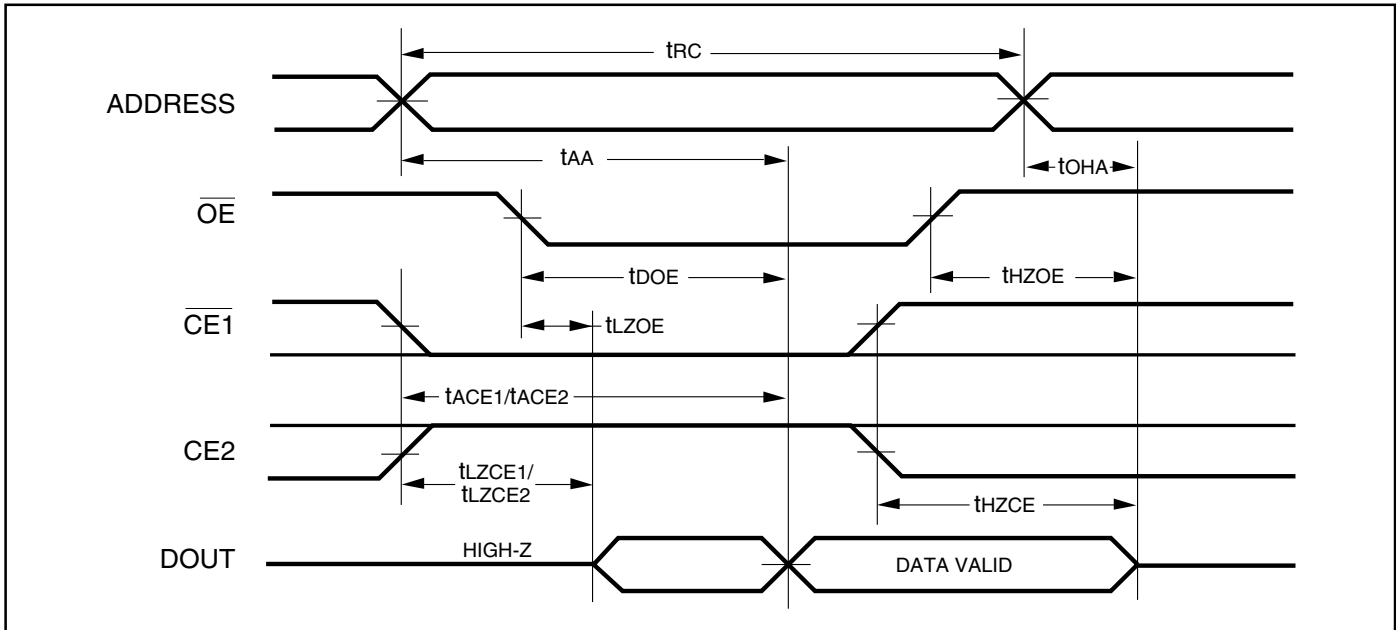 tRC
ADDRESS
tAA
tOHA
OE
tDOE
tHZOE
CE1
tLZOE
tACE1/tACE2
CE2
tLZCE1/
tLZCE2
tHZCE
DOUT
HIGH-Z
DATA VALID